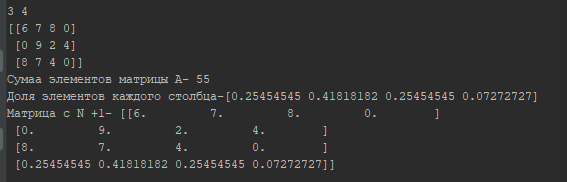 3 4
[[6 7 8 0]
 [0 9 2 4]
 [8 7 4 0]]
Сумаа элементов матрицы А- 55
Доля элементов каждого столбца-[0.25454545 0.41818182 0.25454545 0.07272727]
Матрица с N +1- [[6.         7.         8.         0.        ]
 [0.         9.         2.         4.        ]
 [8.         7.         4.         0.        ]
 [0.25454545 0.41818182 0.25454545 0.07272727]]